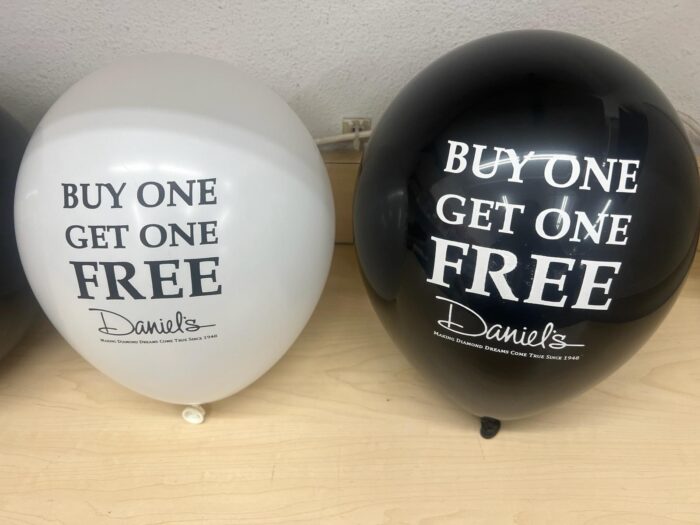 BUY ONE
GET ONE
FREE
Daniel's
MAKING DIAMOND DREAMS COME TRUE SINCE 1948
BUY ONE
GET ONE
FREE
Daniel's
MAKING DIAMOND DREAMS COME TRUE SINCE 1948